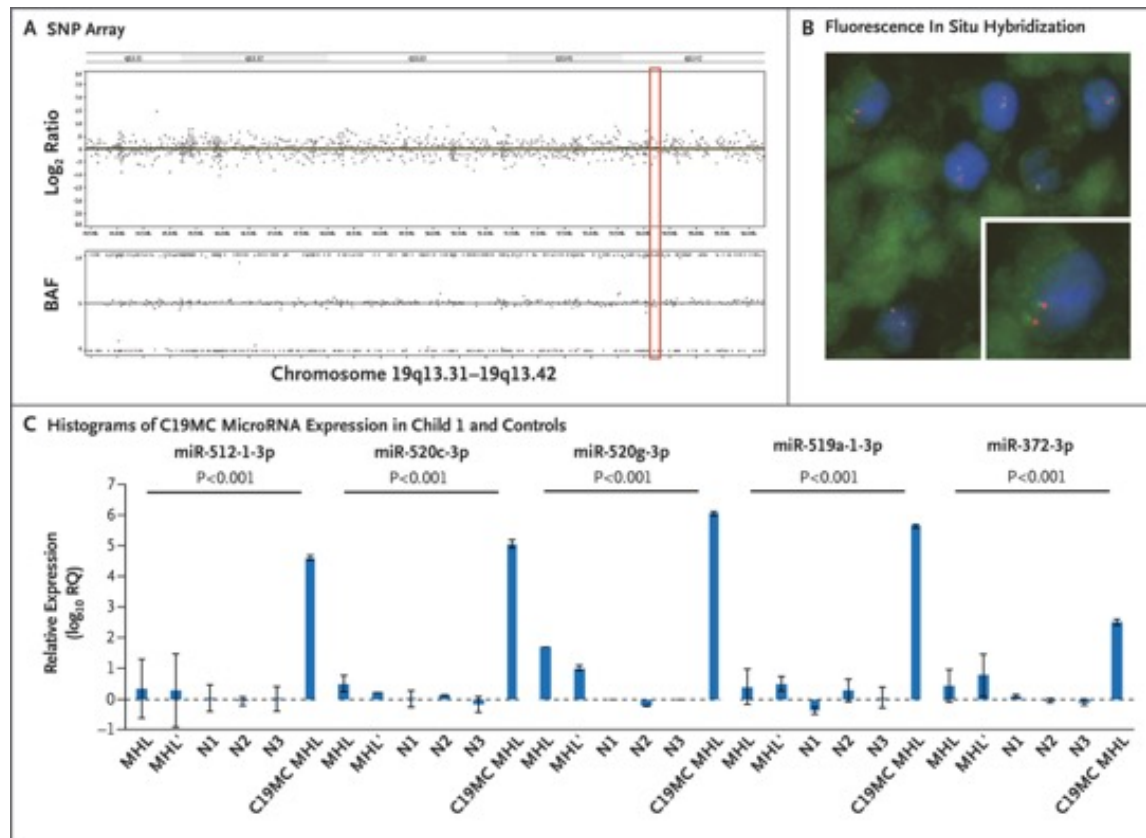 A SNP Array
B Fluorescence In Situ Hybridization
Log2 Ratio
BAF
Chromosome 19q13.31–19q13.42
C Histograms of C19MC MicroRNA Expression in Child 1 and Controls
miR-512-1-3p miR-520c-3p miR-520g-3p miR-519a-1-3p miR-372-3p
P<0.001 P<0.001 P<0.001 P<0.001 P<0.001
Relative Expression
(log10 RQ)
7
6
5
4
3
2
1
0
−1
MHL MHL' N1 N2 N3 C19MC MHL MHL MHL' N1 N2 N3 C19MC MHL MHL MHL' N1 N2 N3 C19MC MHL MHL MHL' N1 N2 N3 C19MC MHL MHL MHL' N1 N2 N3 C19MC MHL